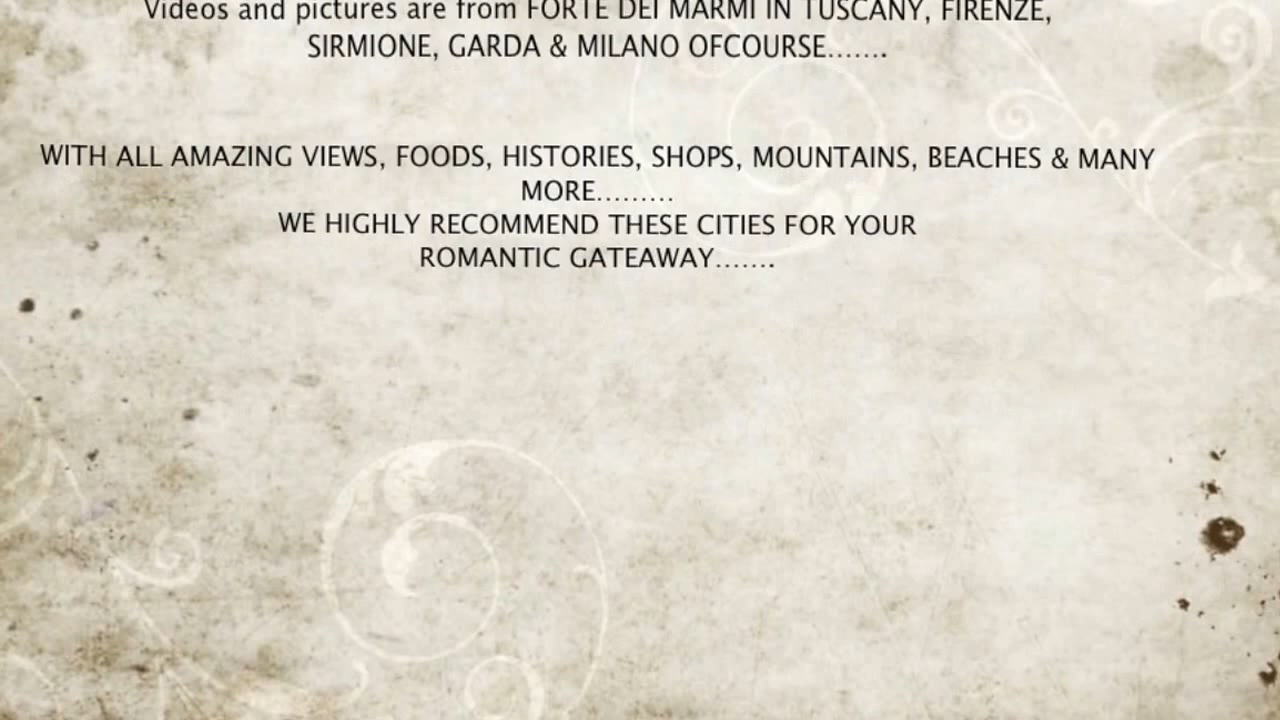 Videos and pictures are from FORTE DEI MARMI IN TUSCANY, FIRENZE,
SIRMIONE, GARDA & MILANO OFCOURSE.......
WITH ALL AMAZING VIEWS, FOODS, HISTORIES, SHOPS, MOUNTAINS, BEACHES & MANY
MORE.........
WE HIGHLY RECOMMEND THESE CITIES FOR YOUR
ROMANTIC GATEAWAY.......